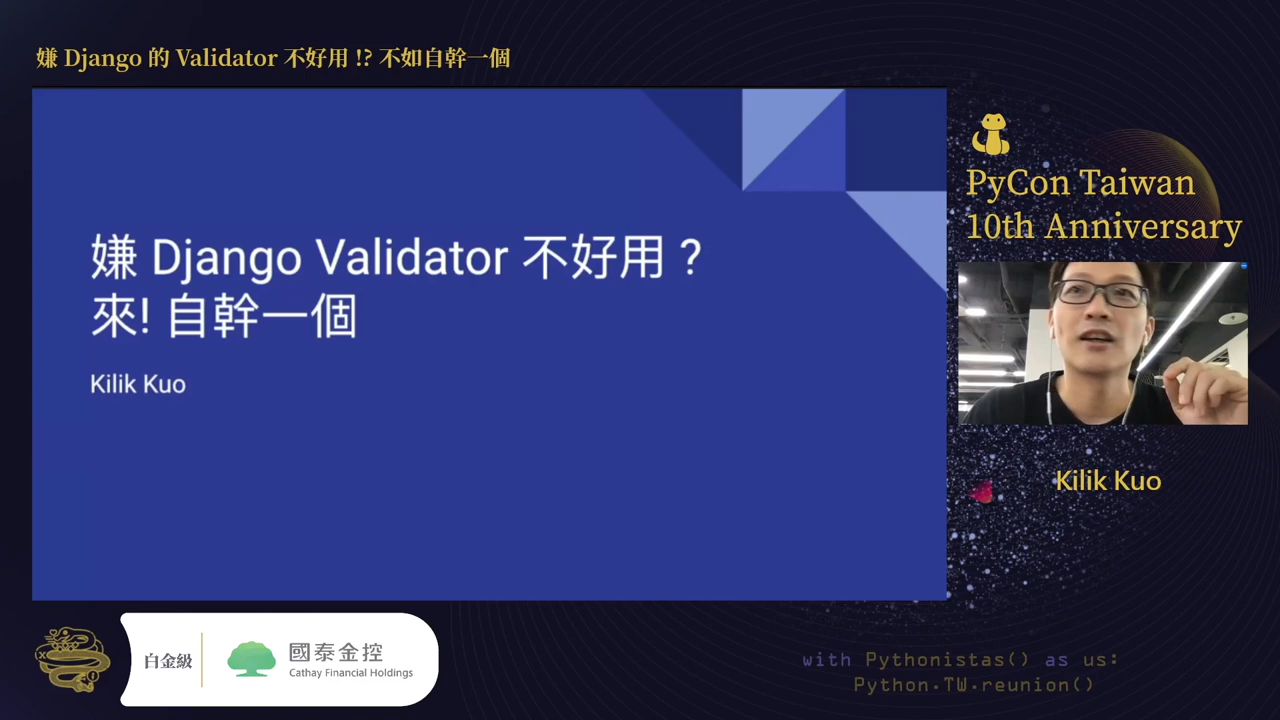 嫌 Django 的 Validator 不好用 !? 不如自幹一個
嫌 Django Validator 不好用？
來! 自幹一個
Kilik Kuo
PyCon Taiwan
10th Anniversary
Kilik Kuo
白金級
國泰金控
Cathay Financial Holdings
with Pythonistas() as us:
Python.TW.reunion()